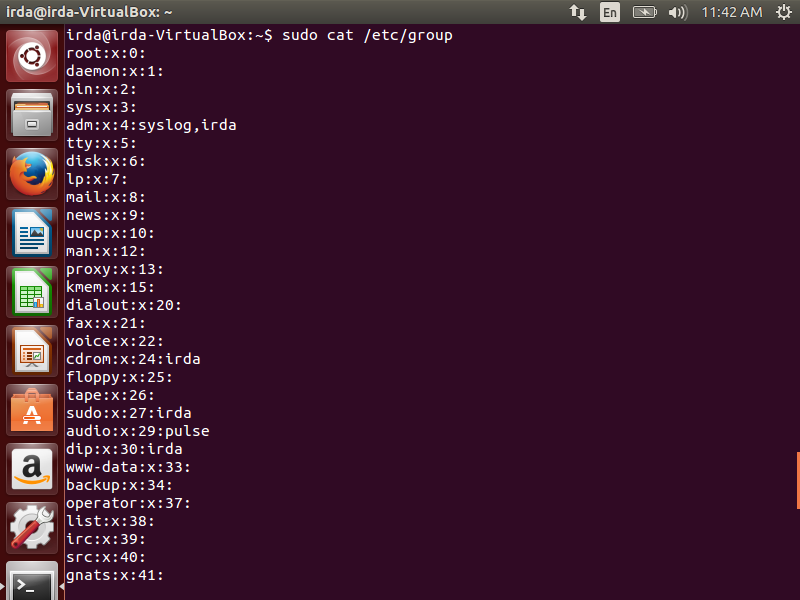 irda@irda-VirtualBox: ~
En
11:42 AM
irda@irda-VirtualBox:~$ sudo cat /etc/group
root:x:0:
daemon:x:1:
bin:x:2:
sys:x:3:
adm:x:4:syslog,irda
tty:x:5:
disk:x:6:
lp:x:7:
mail:x:8:
news:x:9:
uucp:x:10:
man:x:12:
proxy:x:13:
kmem:x:15:
dialout:x:20:
fax:x:21:
voice:x:22:
cdrom:x:24:irda
floppy:x:25:
tape:x:26:
sudo:x:27:irda
audio:x:29:pulse
dip:x:30:irda
www-data:x:33:
backup:x:34:
operator:x:37:
list:x:38:
irc:x:39:
src:x:40:
gnats:x:41: